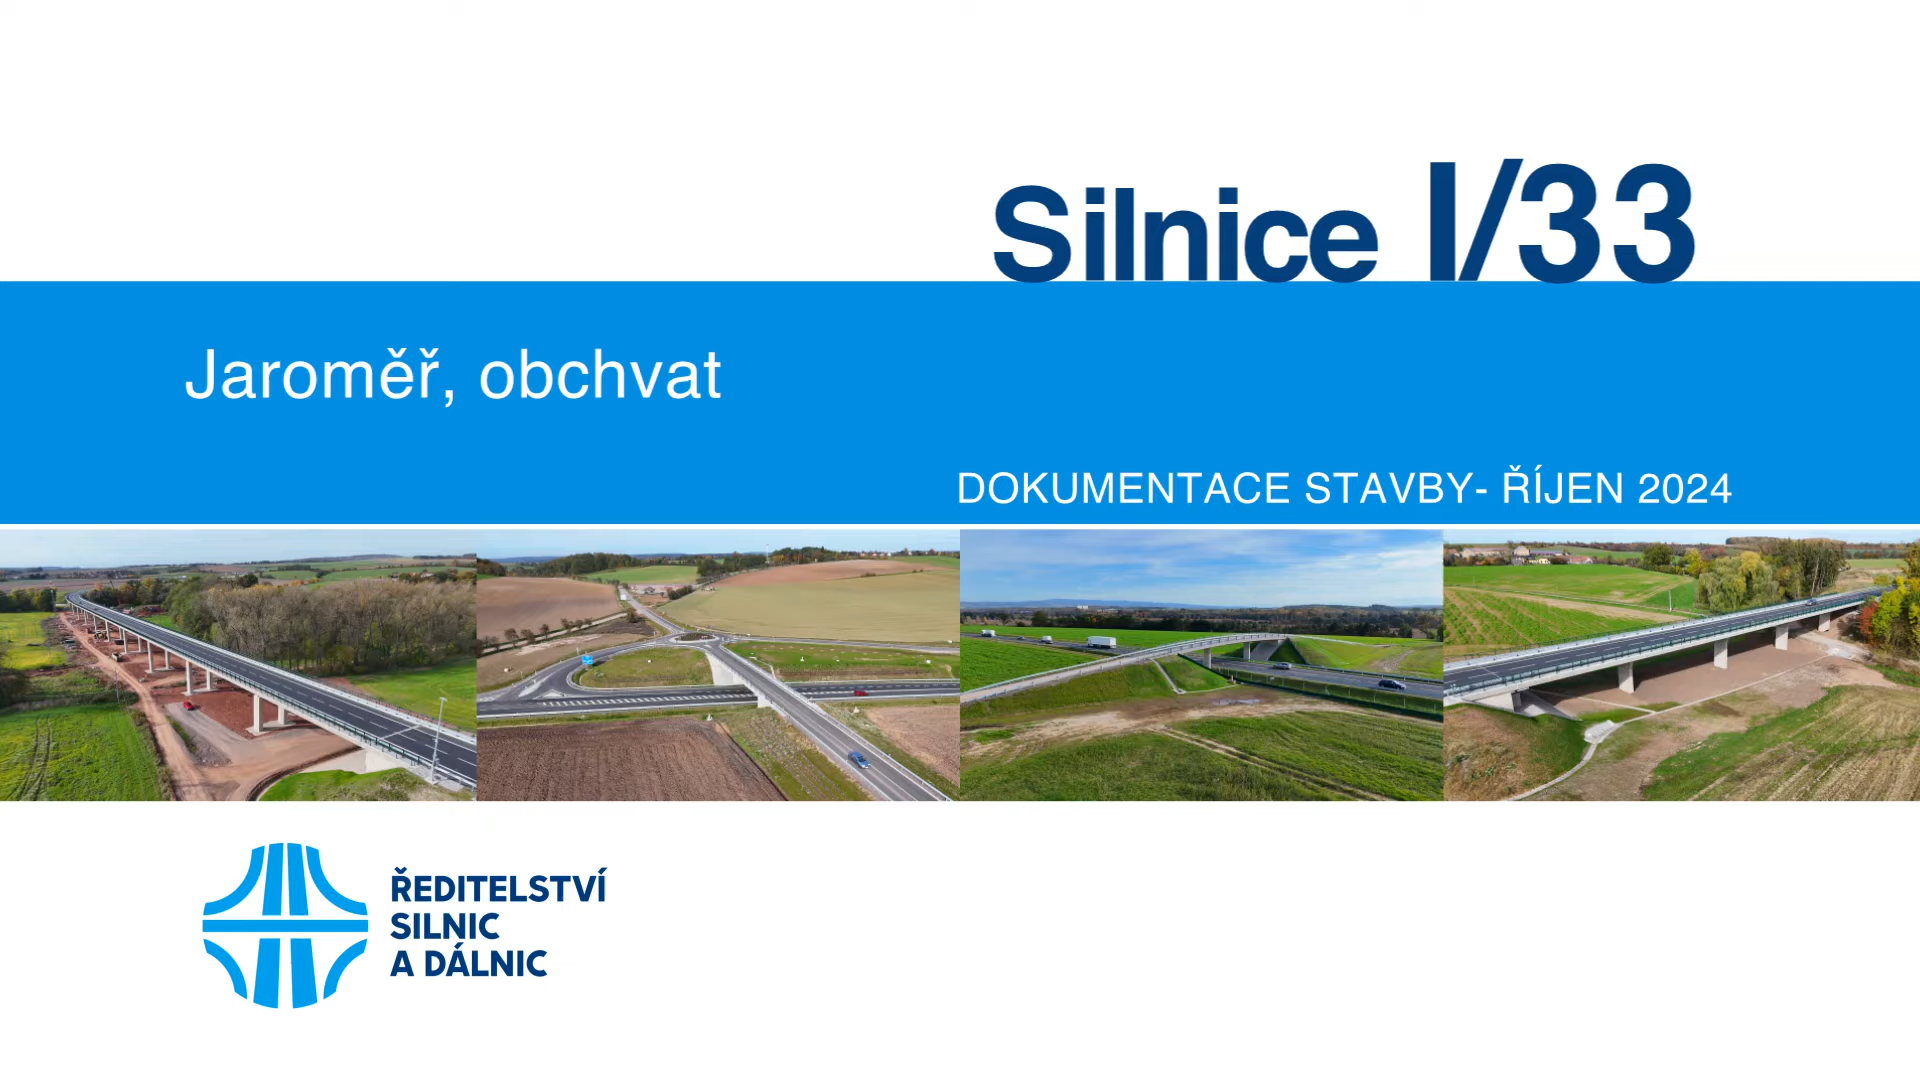 Silnice I/33
Jaroměř, obchvat
DOKUMENTACE STAVBY- ŘÍJEN 2024
ŘEDITELSTVÍ
SILNIC
A DÁLNIC